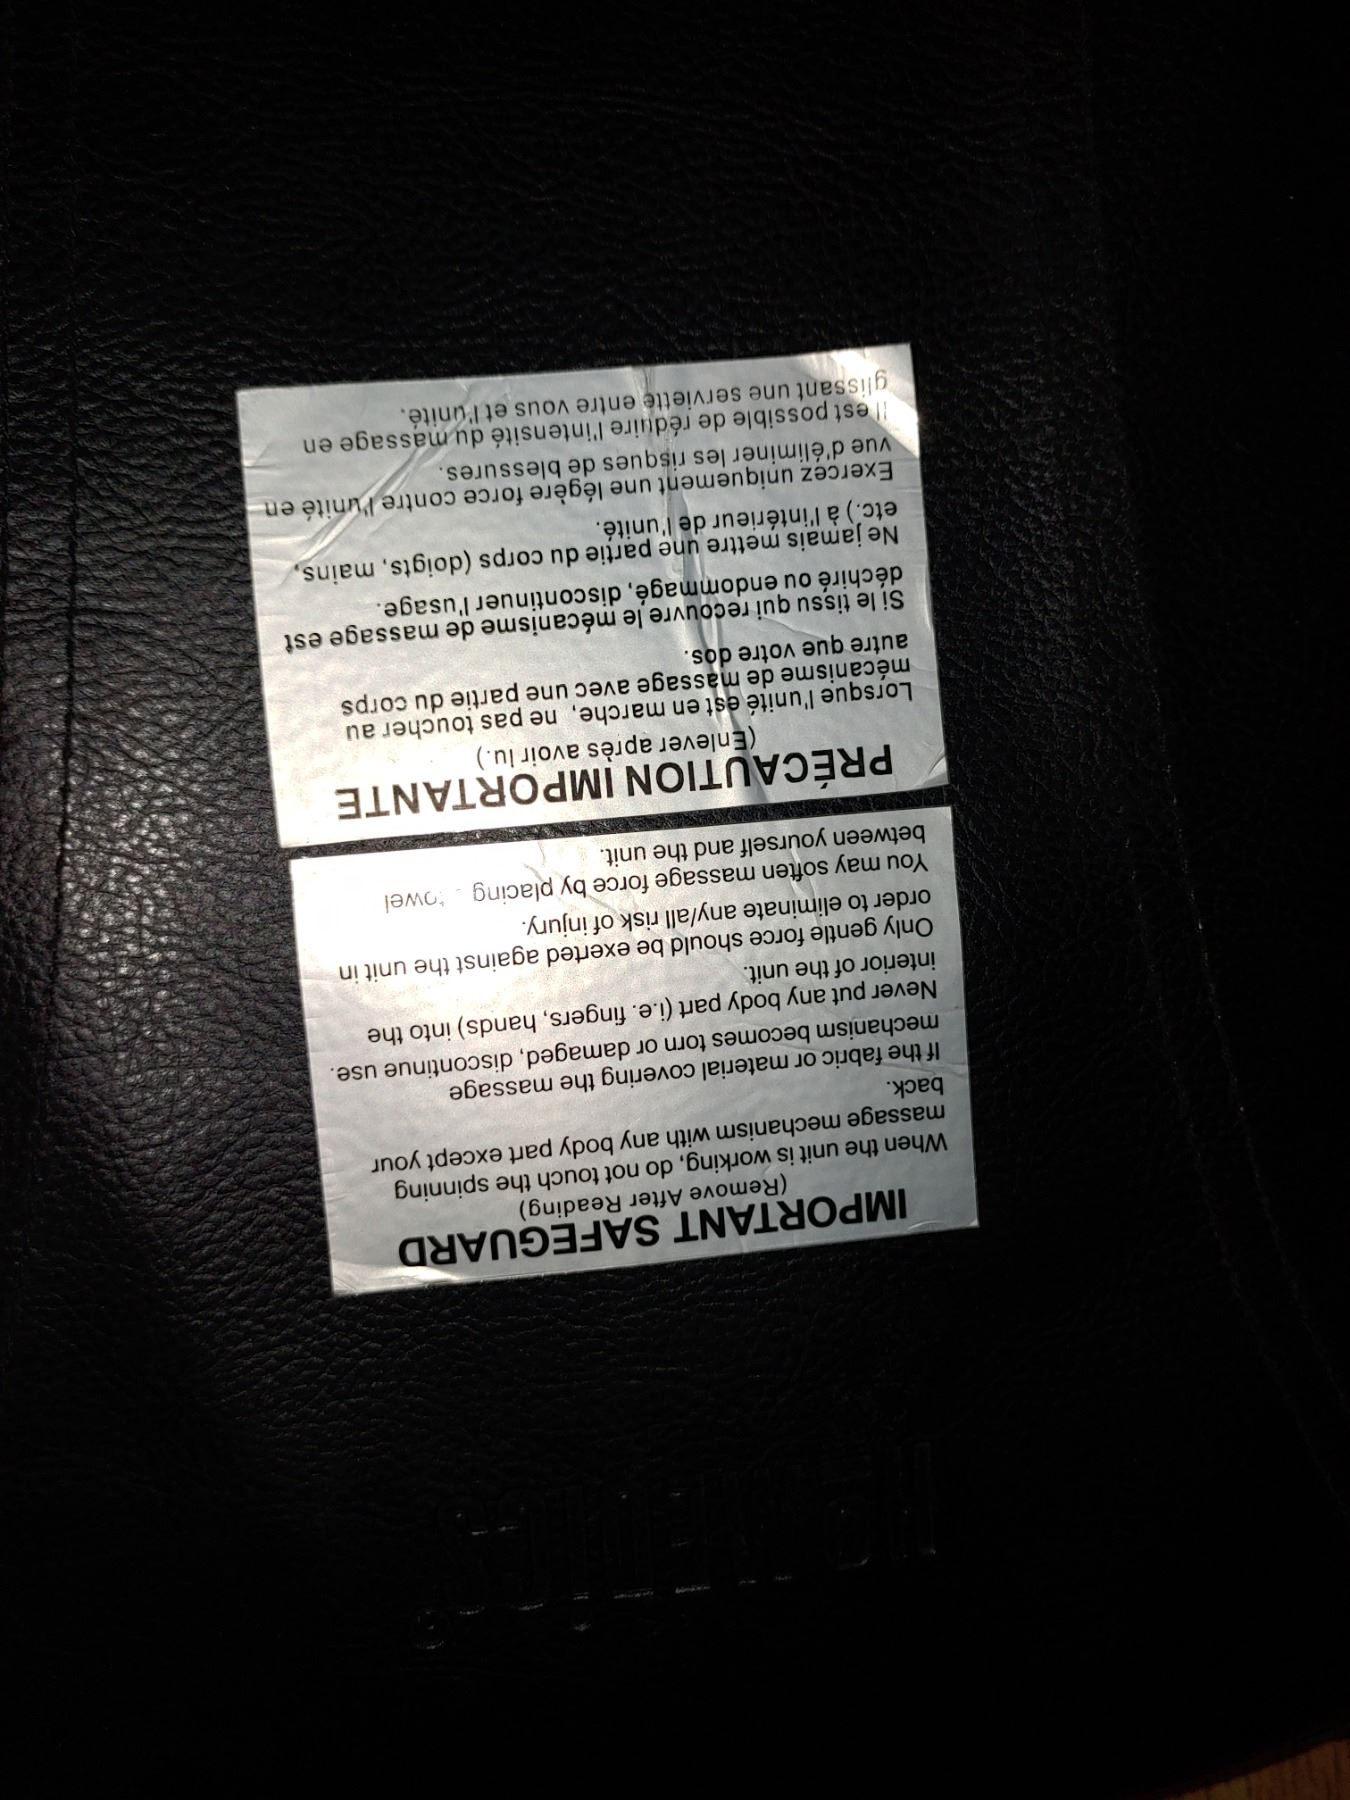 IMPORTANT SAFEGUARD
(Remove After Reading)
When the unit is working, do not touch the spinning
massage mechanism with any body part except your
back.
If the fabric or material covering the massage
mechanism becomes torn or damaged, discontinue use.
Never put any body part (i.e. fingers, hands) into the
interior of the unit.
Only gentle force should be exerted against the unit in
order to eliminate any/all risk of injury.
You may soften massage force by placing towel
between yourself and the unit.
PRÉCAUTION IMPORTANTE
(Enlever après avoir lu.)
Lorsque l'unité est en marche, ne pas toucher au
mécanisme de massage avec une partie du corps
autre que votre dos.
Si le tissu qui recouvre le mécanisme de massage est
déchiré ou endommagé, discontinuer l'usage.
Ne jamais mettre une partie du corps (doigts, mains,
etc.) à l'intérieur de l'unité.
Exercez uniquement une légère force contre l'unité en
vue d'éliminer les risques de blessures.
Il est possible de réduire l'intensité du massage en
glissant une serviette entre vous et l'unité.
HOMEDICS